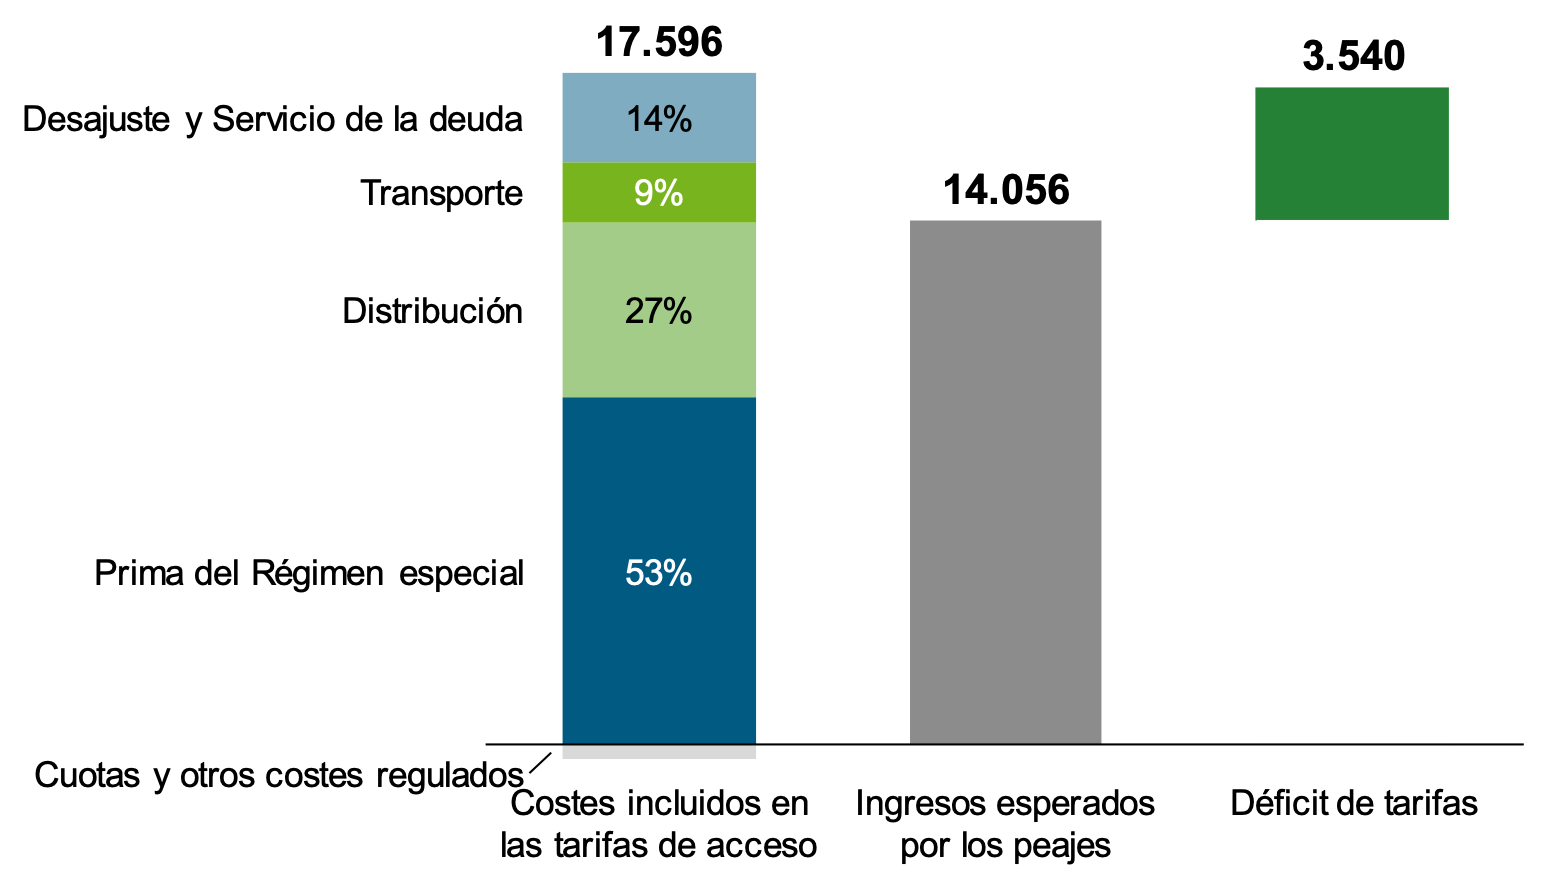 17.596
3.540
Desajuste y Servicio de la deuda
14%
Transporte
9%
14.056
Distribución
27%
Prima del Régimen especial
53%
Cuotas y otros costes regulados
Costes incluidos en
las tarifas de acceso
Ingresos esperados
por los peajes
Déficit de tarifas